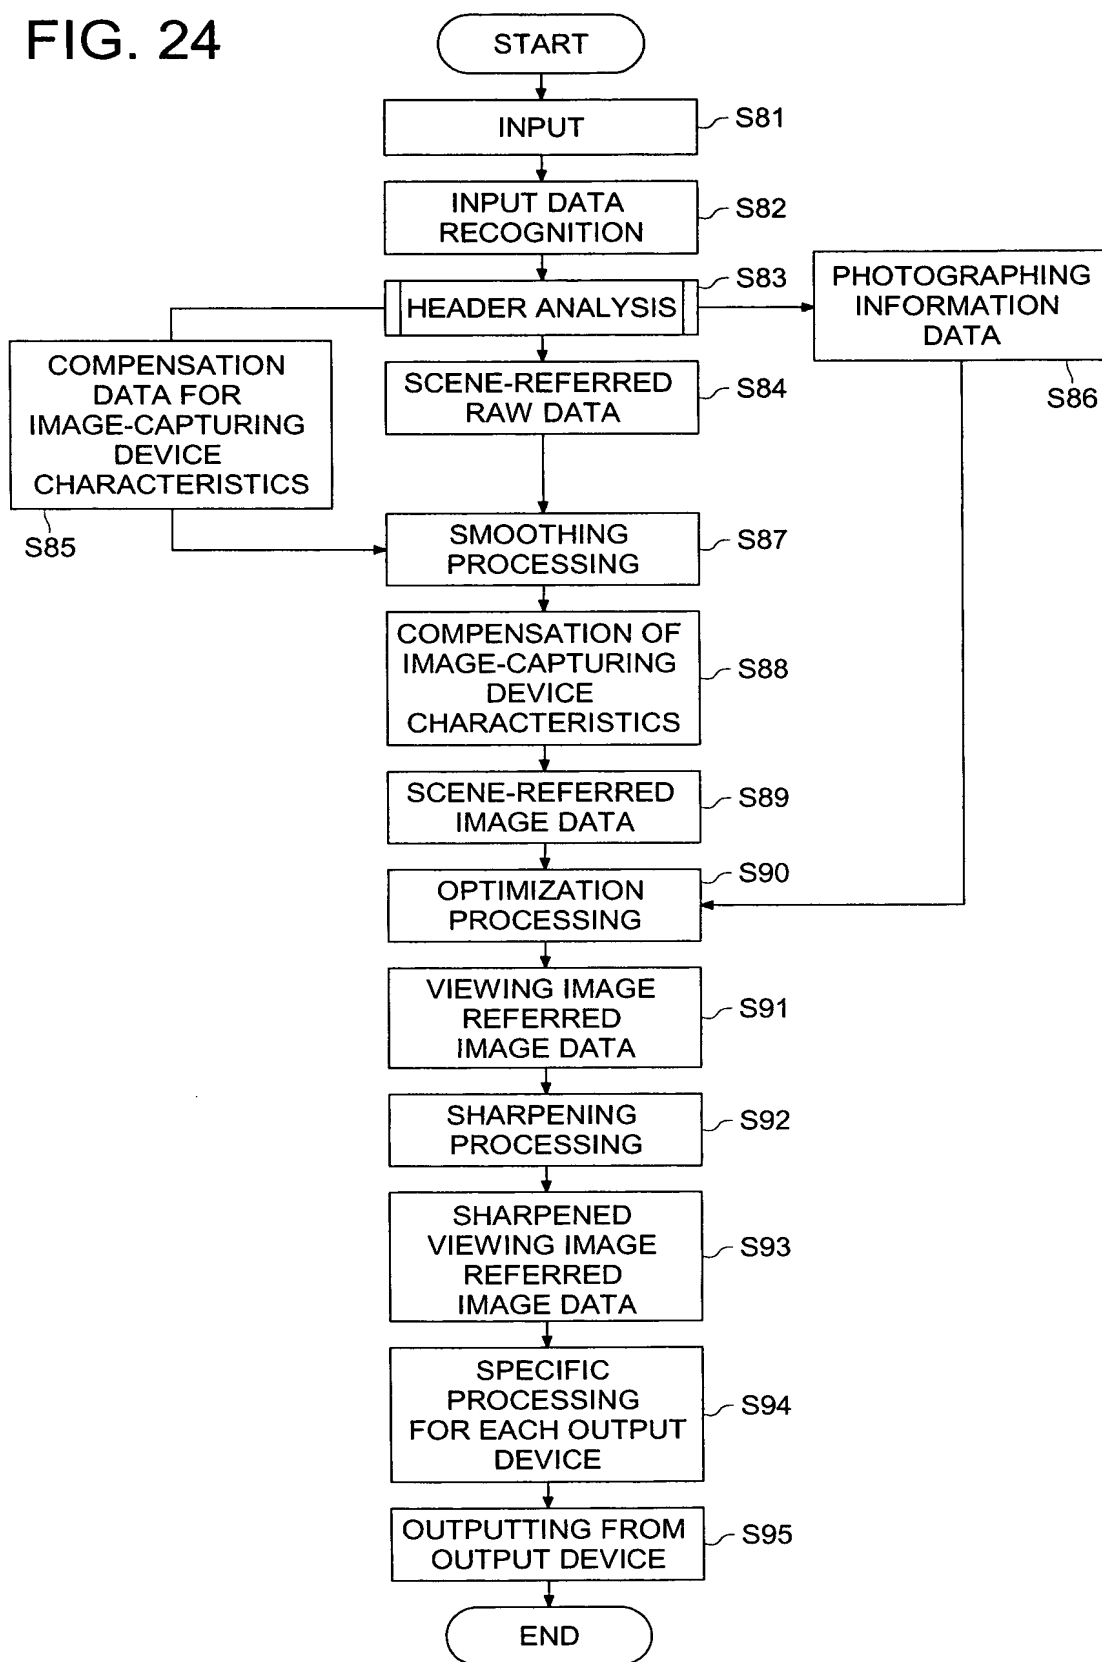 FIG. 24
START
INPUT
S81
INPUT DATA
RECOGNITION
S82
HEADER ANALYSIS
S83
PHOTOGRAPHING
INFORMATION
DATA
S86
COMPENSATION
DATA FOR
IMAGE-CAPTURING
DEVICE
CHARACTERISTICS
S85
SCENE-REFERRED
RAW DATA
S84
SMOOTHING
PROCESSING
S87
COMPENSATION OF
IMAGE-CAPTURING
DEVICE
CHARACTERISTICS
S88
SCENE-REFERRED
IMAGE DATA
S89
OPTIMIZATION
PROCESSING
S90
VIEWING IMAGE
REFERRED
IMAGE DATA
S91
SHARPENING
PROCESSING
S92
SHARPENED
VIEWING IMAGE
REFERRED
IMAGE DATA
S93
SPECIFIC
PROCESSING
FOR EACH OUTPUT
DEVICE
S94
OUTPUTTING FROM
OUTPUT DEVICE
S95
END